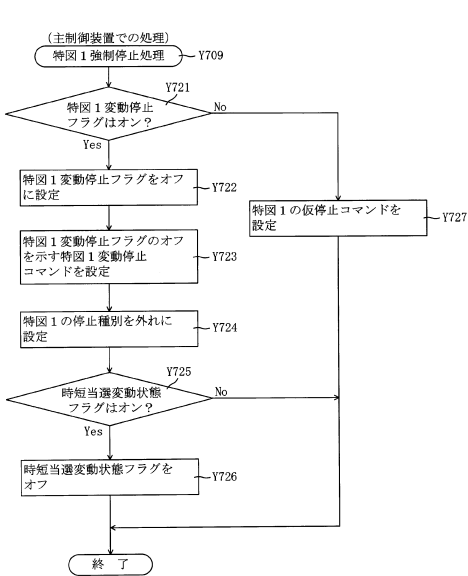 (主制御装置での処理)
特図1強制停止処理
Y709
Y721
特図1変動停止
フラグはオン?
No
Yes
特図1変動停止フラグをオフ
に設定
Y722
特図1の仮停止コマンドを
設定
Y727
特図1変動停止フラグのオフ
を示す特図1変動停止
コマンドを設定
Y723
特図1の停止種別を外れに
設定
Y724
Y725
時短当選変動状態
フラグはオン?
No
Yes
時短当選変動状態フラグを
オフ
Y726
終 了